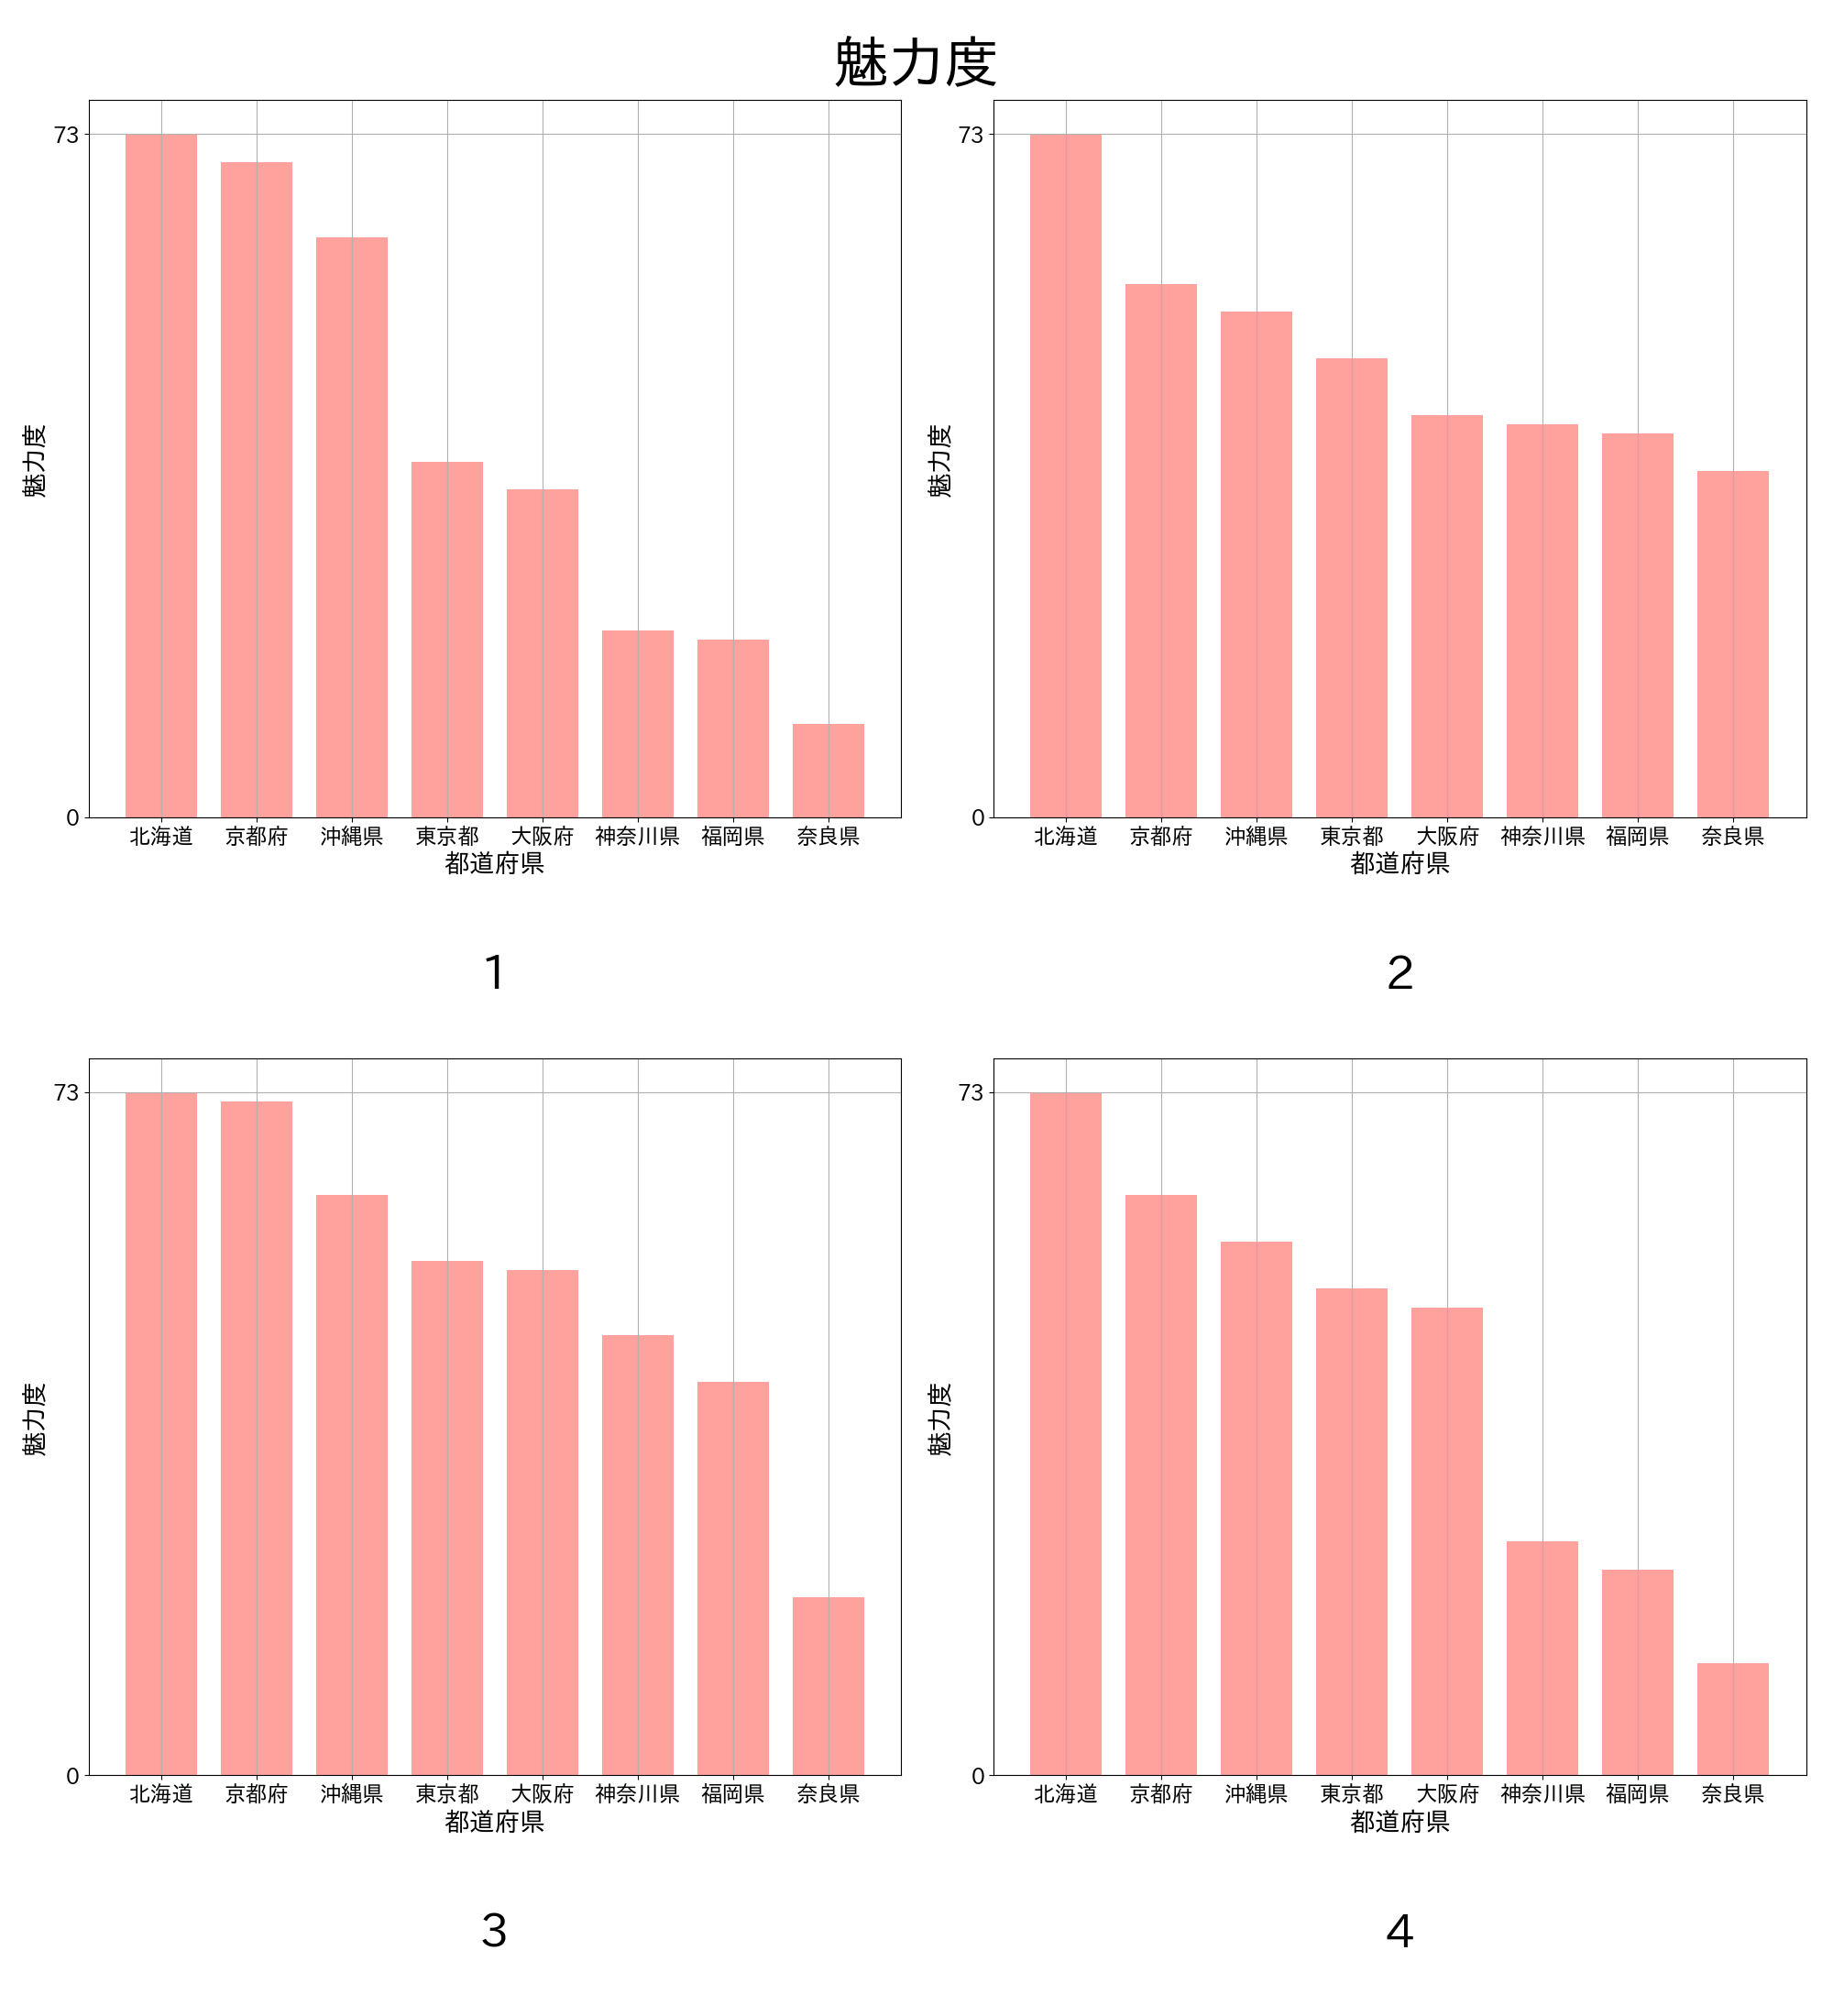 魅力度
73
0
魅力度
北海道 京都府 沖縄県 東京都 大阪府 神奈川県 福岡県 奈良県
都道府県
1
73
0
魅力度
北海道 京都府 沖縄県 東京都 大阪府 神奈川県 福岡県 奈良県
都道府県
2
73
0
魅力度
北海道 京都府 沖縄県 東京都 大阪府 神奈川県 福岡県 奈良県
都道府県
3
73
0
魅力度
北海道 京都府 沖縄県 東京都 大阪府 神奈川県 福岡県 奈良県
都道府県
4